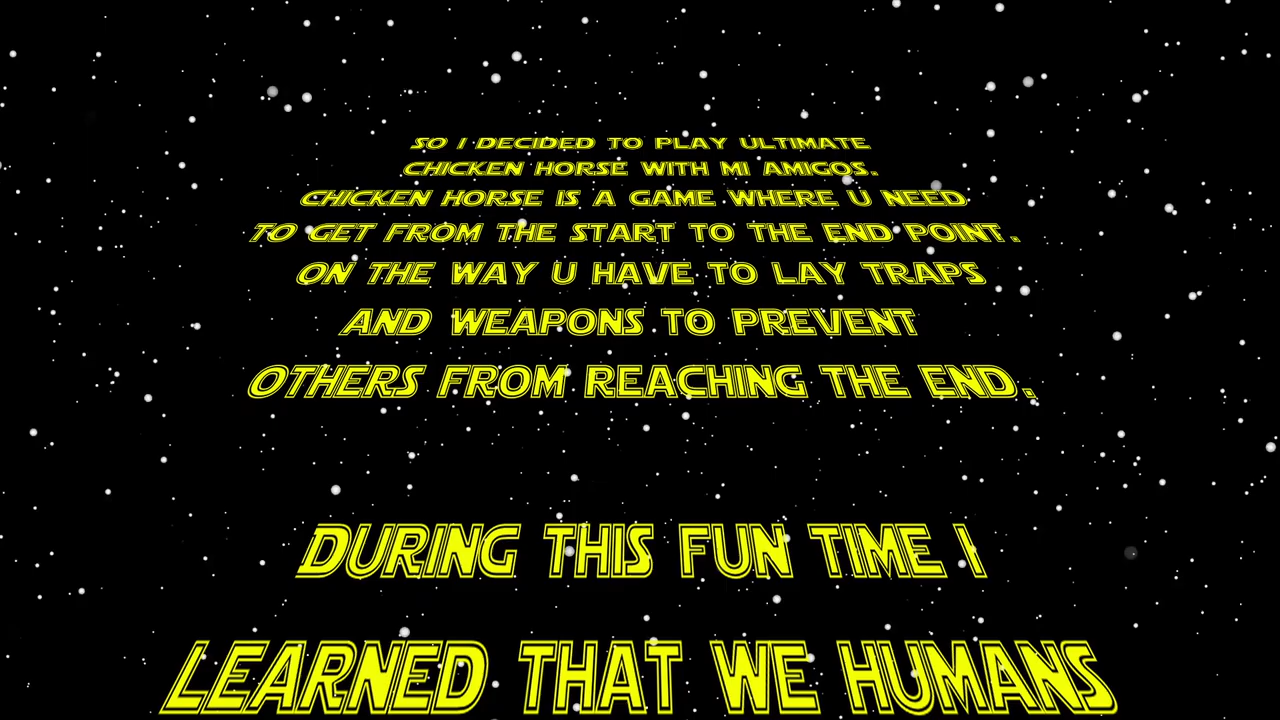 SO I DECIDED TO PLAY ULTIMATE
CHICKEN HORSE WITH MI AMIGOS.
CHICKEN HORSE IS A GAME WHERE U NEED
TO GET FROM THE START TO THE END POINT.
ON THE WAY U HAVE TO LAY TRAPS
AND WEAPONS TO PREVENT
OTHERS FROM REACHING THE END.
DURING THIS FUN TIME I
LEARNED THAT WE HUMANS